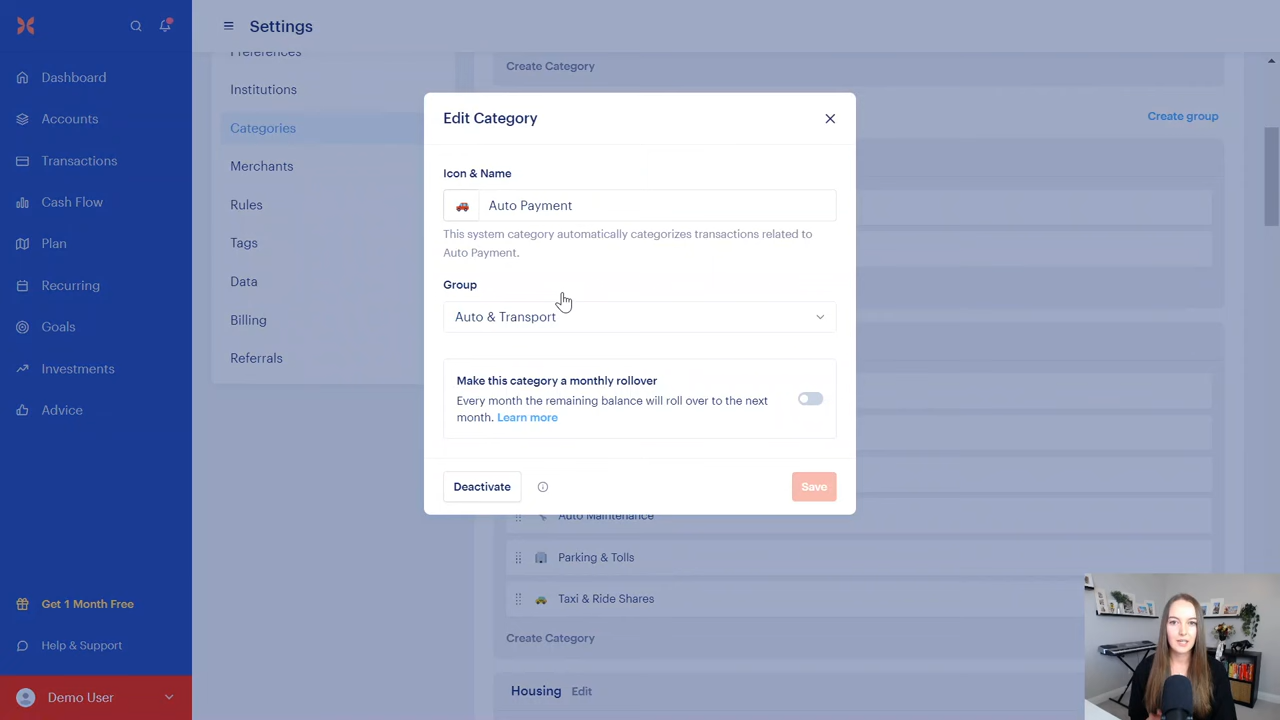 Settings
Dashboard
Accounts
Transactions
Cash Flow
Plan
Recurring
Goals
Investments
Advice
Get 1 Month Free
Help & Support
Demo User
Preferences
Institutions
Categories
Merchants
Rules
Tags
Data
Billing
Referrals
Create Category
Create group
Edit Category
Icon & Name
Auto Payment
This system category automatically categorizes transactions related to
Auto Payment.
Group
Auto & Transport
Make this category a monthly rollover
Every month the remaining balance will roll over to the next
month. Learn more
Deactivate
Save
Auto Maintenance
Parking & Tolls
Taxi & Ride Shares
Create Category
Housing Edit